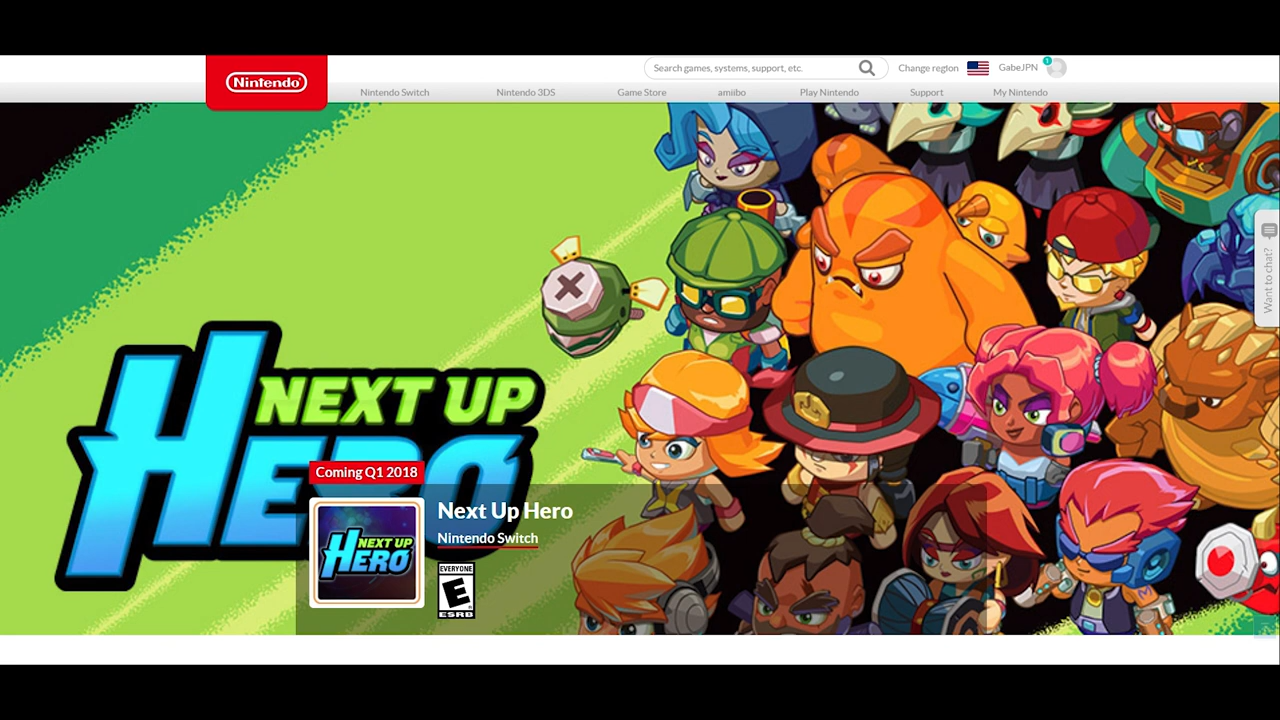 Nintendo
Search games, systems, support, etc.
Change region
GabeJPN
1
Nintendo Switch
Nintendo 3DS
Game Store
amiibo
Play Nintendo
Support
My Nintendo
Want to chat?
NEXT UP
HERO
Coming Q1 2018
NEXT UP
HERO
Next Up Hero
Nintendo Switch
EVERYONE
E
ESRB